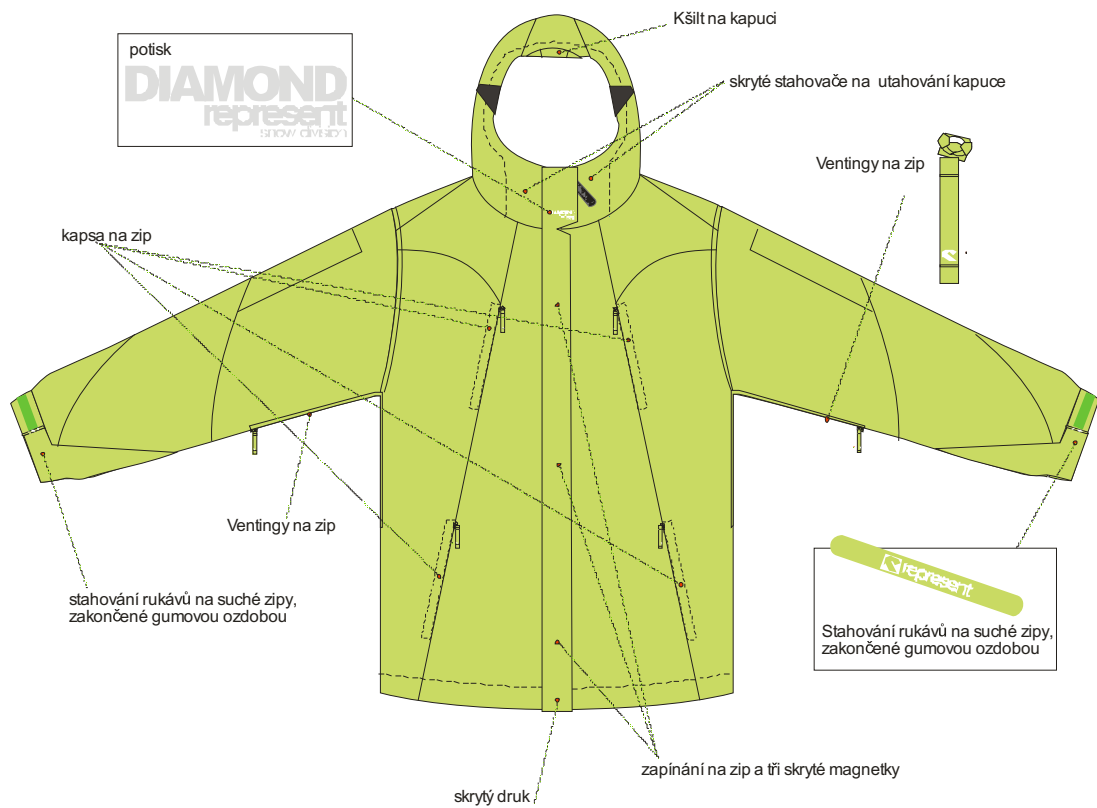 Kšilt na kapuci
potisk
DIAMOND
represent
snow division
skryté stahovače na utahování kapuce
Ventingy na zip
kapsa na zip
Ventingy na zip
stahování rukávů na suché zipy,
zakončené gumovou ozdobou
represent
Stahování rukávů na suché zipy,
zakončené gumovou ozdobou
zapínání na zip a tři skryté magnetky
skrytý druk